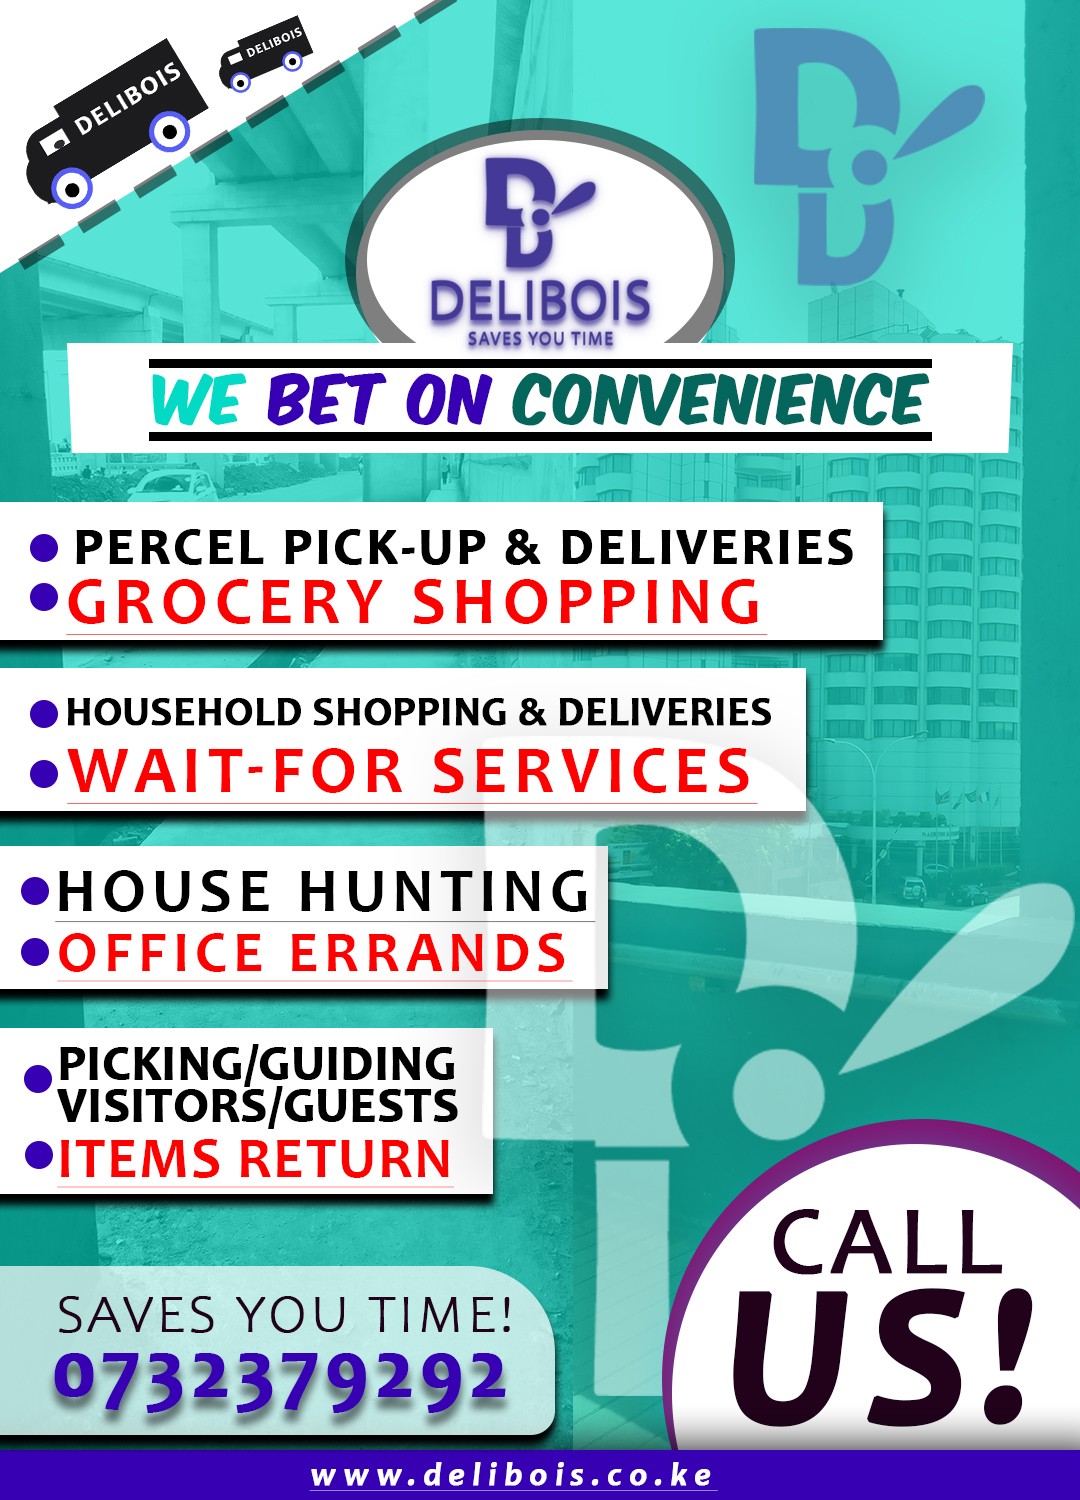 DELIBOIS
DELIBOIS
DELIBOIS
SAVES YOU TIME
WE BET ON CONVENIENCE
PERCEL PICK-UP & DELIVERIES
GROCERY SHOPPING
HOUSEHOLD SHOPPING & DELIVERIES
WAIT-FOR SERVICES
HOUSE HUNTING
OFFICE ERRANDS
PICKING/GUIDING
VISITORS/GUESTS
ITEMS RETURN
SAVES YOU TIME!
0732379292
CALL
US!
www.delibois.co.ke